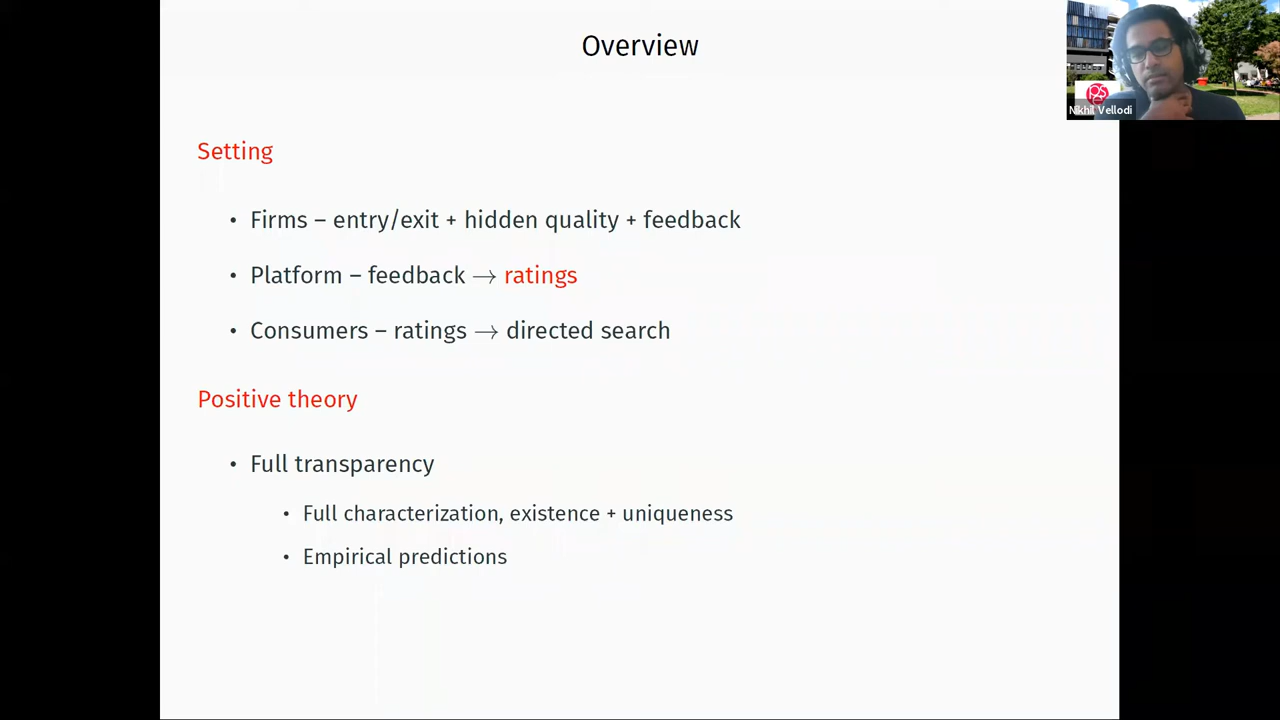 Overview
Nikhil Vellodi
Setting
• Firms – entry/exit + hidden quality + feedback
• Platform – feedback → ratings
• Consumers – ratings → directed search
Positive theory
• Full transparency
• Full characterization, existence + uniqueness
• Empirical predictions